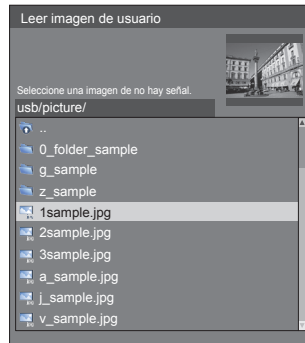 Leer imagen de usuario
Seleccione una imagen de no hay señal.
usb/picture/
..
0_folder_sample
g_sample
z_sample
1sample.jpg
2sample.jpg
3sample.jpg
a_sample.jpg
j_sample.jpg
v_sample.jpg